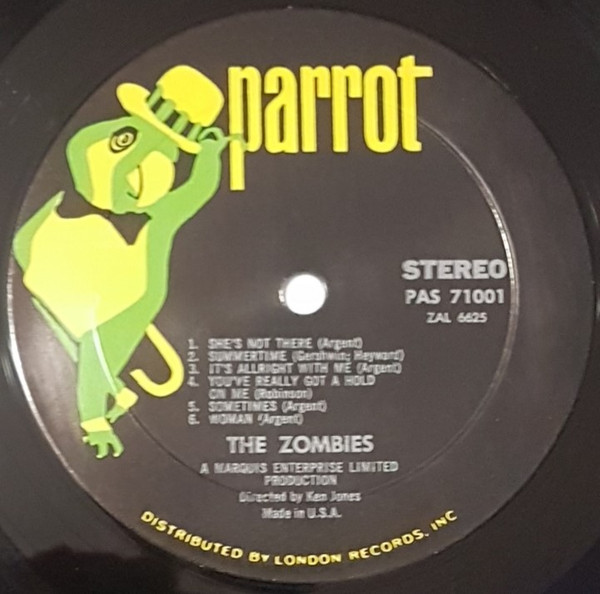 parrot
STEREO
PAS 71001
ZAL 6625
1. SHE'S NOT THERE (Argent)
2. SUMMERTIME (Gershwin; Heyward)
3. IT'S ALLRIGHT WITH ME (Argent)
4. YOU'VE REALLY GOT A HOLD
ON ME (Robinson)
5. SOMETIMES (Argent)
6. WOMAN (Argent)
THE ZOMBIES
A MARQUIS ENTERPRISE LIMITED
PRODUCTION
Directed by Ken Jones
Made in U.S.A.
DISTRIBUTED BY LONDON RECORDS, INC